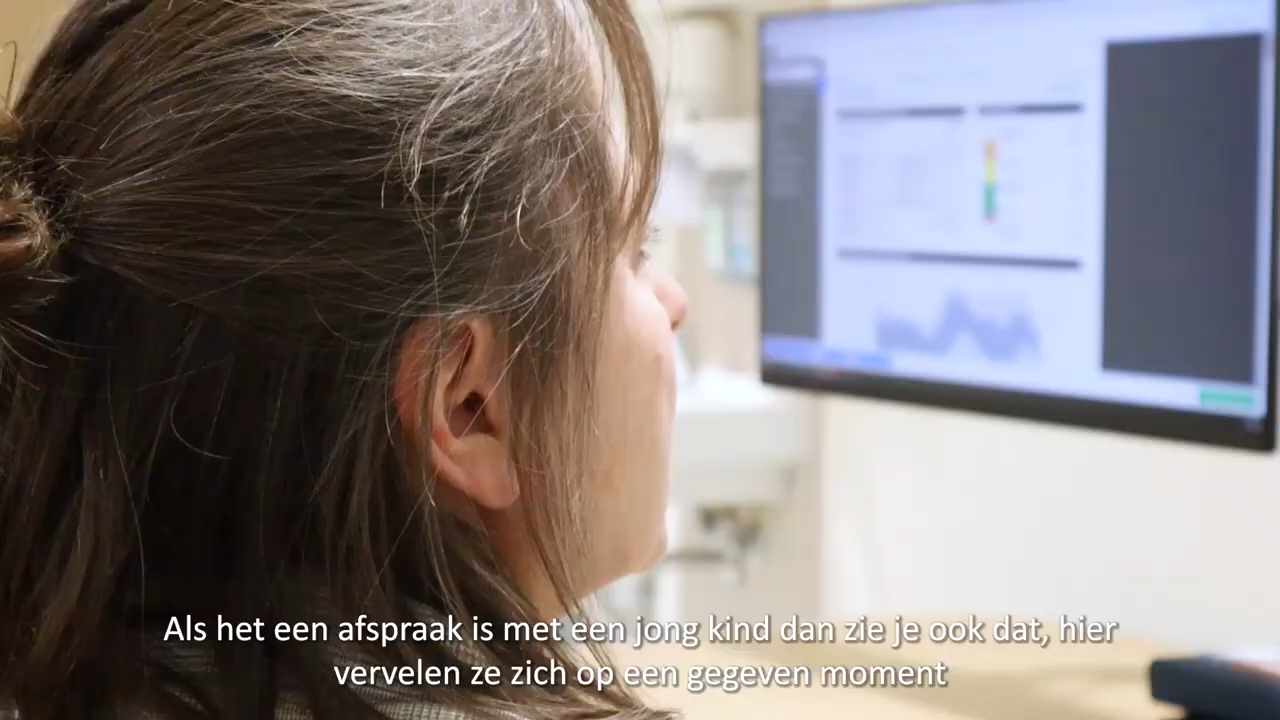 Als het een afspraak is met een jong kind dan zie je ook dat, hier
vervelen ze zich op een gegeven moment